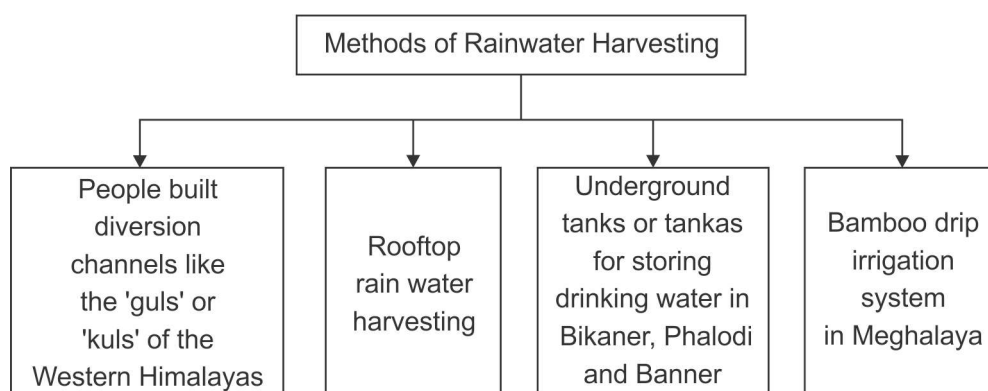 Methods of Rainwater Harvesting
People built
diversion
channels like
the 'guls' or
'kuls' of the
Western Himalayas
Rooftop
rain water
harvesting
Underground
tanks or tankas
for storing
drinking water in
Bikaner, Phalodi
and Banner
Bamboo drip
irrigation
system
in Meghalaya